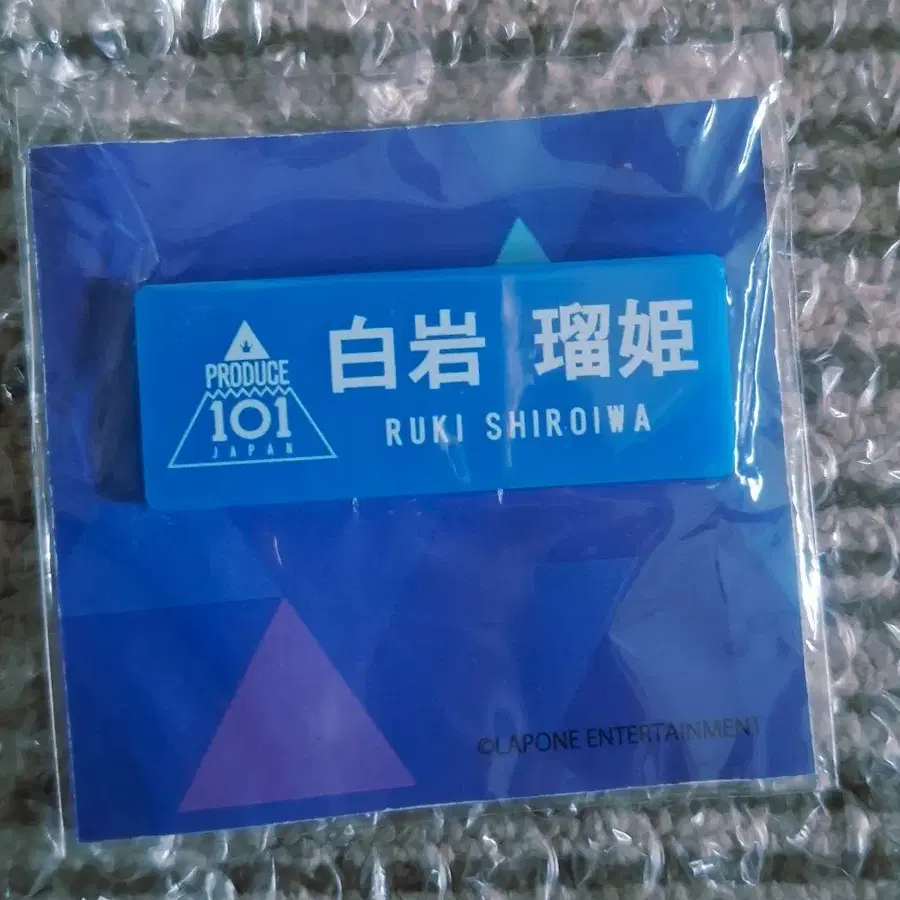 PRODUCE
101
JAPAN
白岩 瑠姫
RUKI SHIROIWA
©LAPONE ENTERTAINMENT